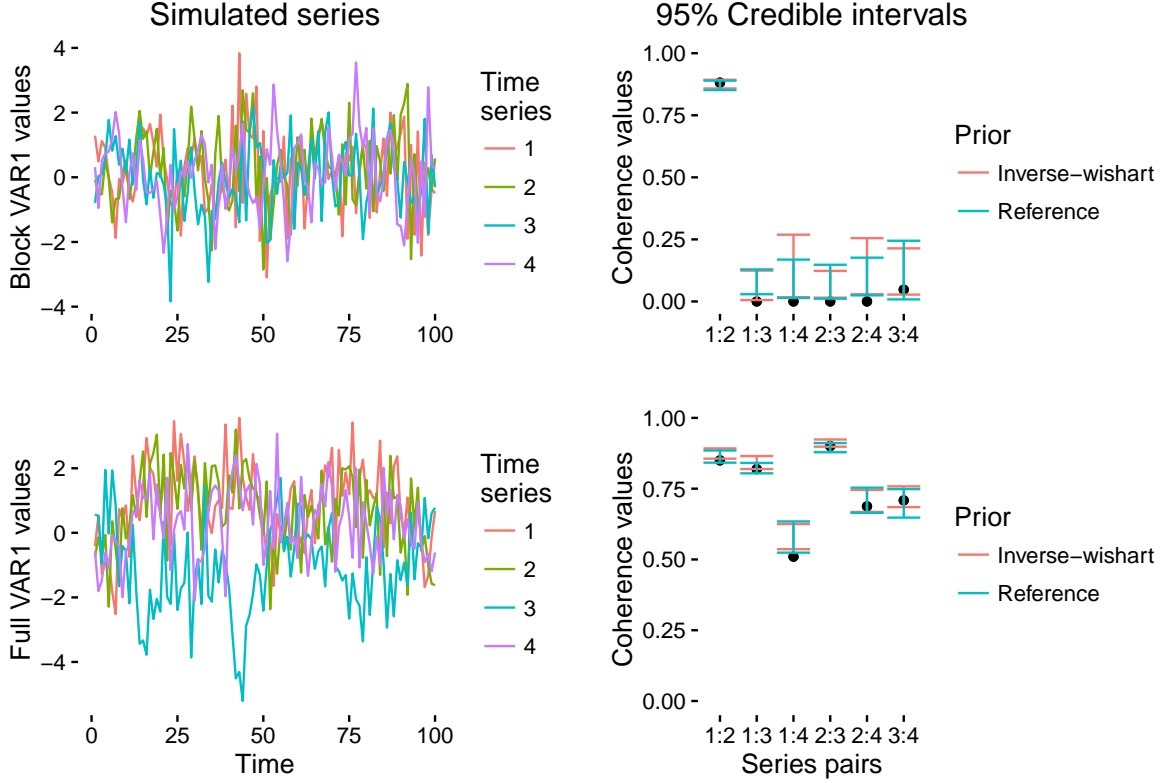 Simulated series
95% Credible intervals
Block VAR1 values
4
2
0
−2
−4
0
25
50
75
100
Time
series
1
2
3
4
Coherence values
1.00
0.75
0.50
0.25
0.00
1:2
1:3
1:4
2:3
2:4
3:4
Prior
Inverse−wishart
Reference
Full VAR1 values
2
0
−2
−4
0
25
50
75
100
Time
Time
series
1
2
3
4
Coherence values
1.00
0.75
0.50
0.25
0.00
1:2
1:3
1:4
2:3
2:4
3:4
Series pairs
Prior
Inverse−wishart
Reference